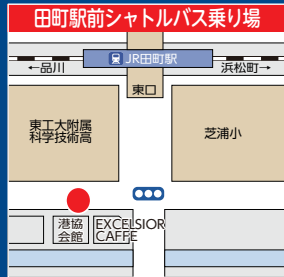 田町駅前シャトルバス乗り場
JR田町駅
←品川
浜松町→
東口
東工大附属
科学技術高
芝浦小
港協
会館
EXCELSIOR
CAFFE